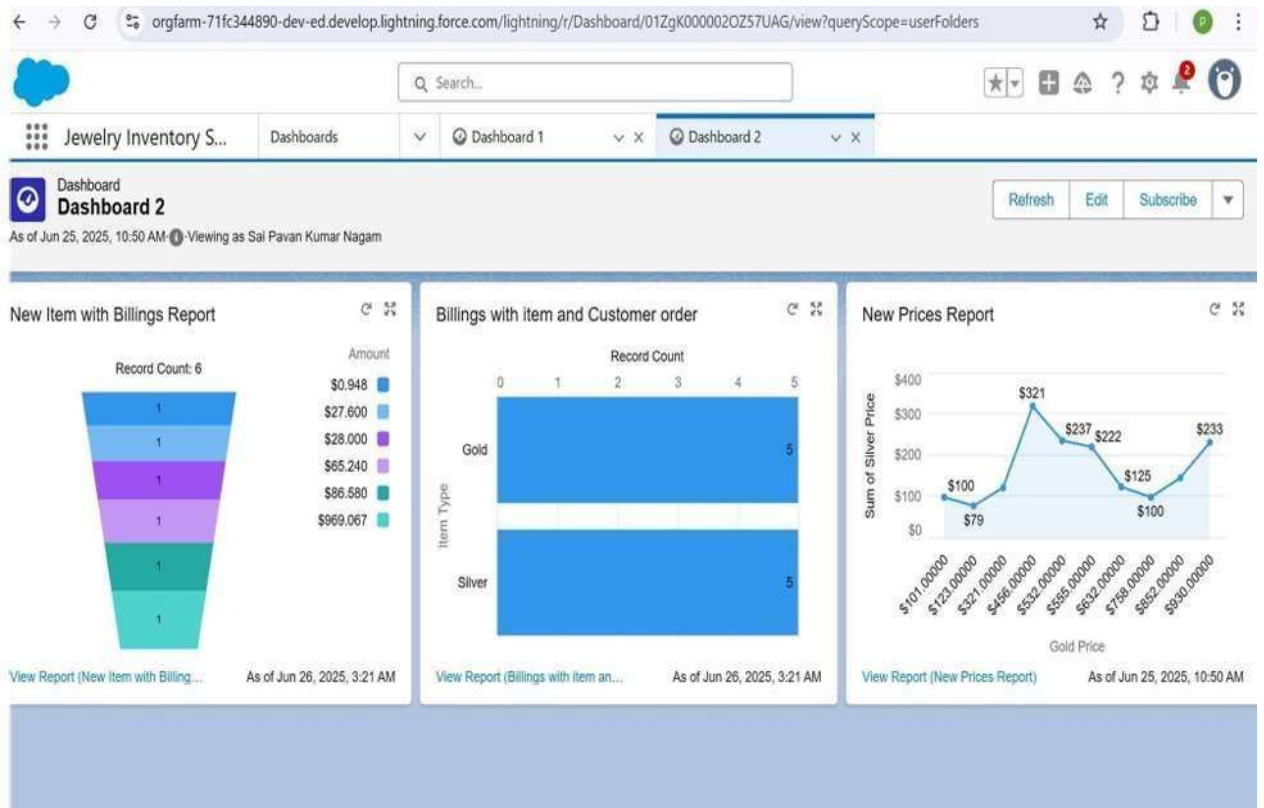 orgfarm-71fc344890-dev-ed.develop.lightning.force.com/lightning/r/Dashboard/01ZgK000002OZ57UAG/view?queryScope=userFolders
P
Search...
2
Jewelry Inventory S...
Dashboards
Dashboard 1
Dashboard 2
Dashboard
Dashboard 2
As of Jun 25, 2025, 10:50 AM·Viewing as Sai Pavan Kumar Nagam
Refresh
Edit
Subscribe
New Item with Billings Report
Record Count: 6
Amount
$0.948
$27.600
$28.000
$65.240
$86.580
$969.067
1
1
1
1
1
1
View Report (New Item with Billing...
As of Jun 26, 2025, 3:21 AM
Billings with item and Customer order
Record Count
0 1 2 3 4 5
Item Type
Gold
5
Silver
5
View Report (Billings with item an...
As of Jun 26, 2025, 3:21 AM
New Prices Report
Sum of Silver Price
$400
$300
$200
$100
$0
$100
$79
$321
$237
$222
$125
$100
$233
$101.00000
$123.00000
$321.00000
$456.00000
$532.00000
$555.00000
$632.00000
$758.00000
$852.00000
$930.00000
Gold Price
View Report (New Prices Report)
As of Jun 25, 2025, 10:50 AM